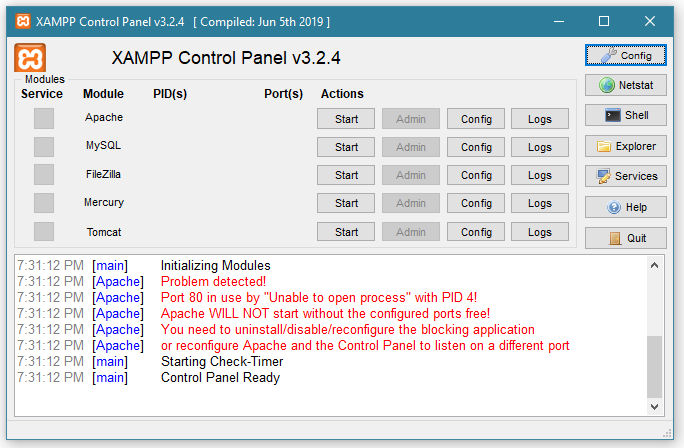 XAMPP Control Panel v3.2.4 [ Compiled: Jun 5th 2019 ]
XAMPP Control Panel v3.2.4
Config
Modules
Service Module PID(s) Port(s) Actions
Netstat
Apache Start Admin Config Logs
Shell
MySQL Start Admin Config Logs
Explorer
FileZilla Start Admin Config Logs
Services
Mercury Start Admin Config Logs
Help
Tomcat Start Admin Config Logs
Quit
7:31:12 PM [main] Initializing Modules
7:31:12 PM [Apache] Problem detected!
7:31:12 PM [Apache] Port 80 in use by "Unable to open process" with PID 4!
7:31:12 PM [Apache] Apache WILL NOT start without the configured ports free!
7:31:12 PM [Apache] You need to uninstall/disable/reconfigure the blocking application
7:31:12 PM [Apache] or reconfigure Apache and the Control Panel to listen on a different port
7:31:12 PM [main] Starting Check-Timer
7:31:12 PM [main] Control Panel Ready